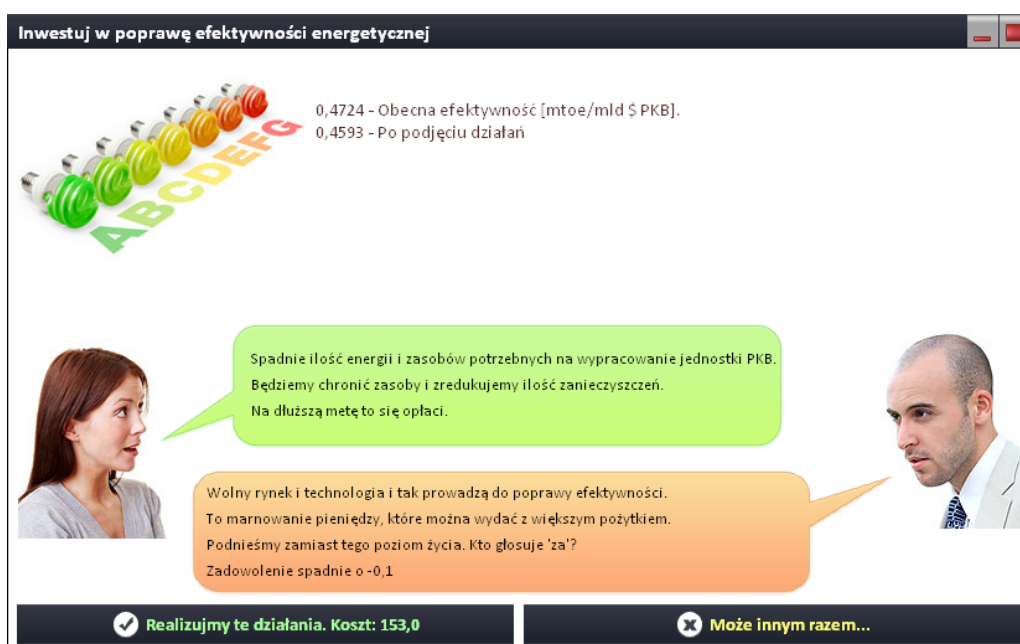 Inwestuj w poprawę efektywności energetycznej
ABCDEFG
0,4724 - Obecna efektywność [mtoe/mld $ PKB].
0,4593 - Po podjęciu działań
Spadnie ilość energii i zasobów potrzebnych na wypracowanie jednostki PKB.
Będziemy chronić zasoby i zredukujemy ilość zanieczyszczeń.
Na dłuższą metę to się opłaci.
Wolny rynek i technologia i tak prowadzą do poprawy efektywności.
To marnowanie pieniędzy, które można wydać z większym pożytkiem.
Podnieśmy zamiast tego poziom życia. Kto głosuje 'za'?
Zadowolenie spadnie o -0,1
Realizujmy te działania. Koszt: 153,0
Może innym razem...